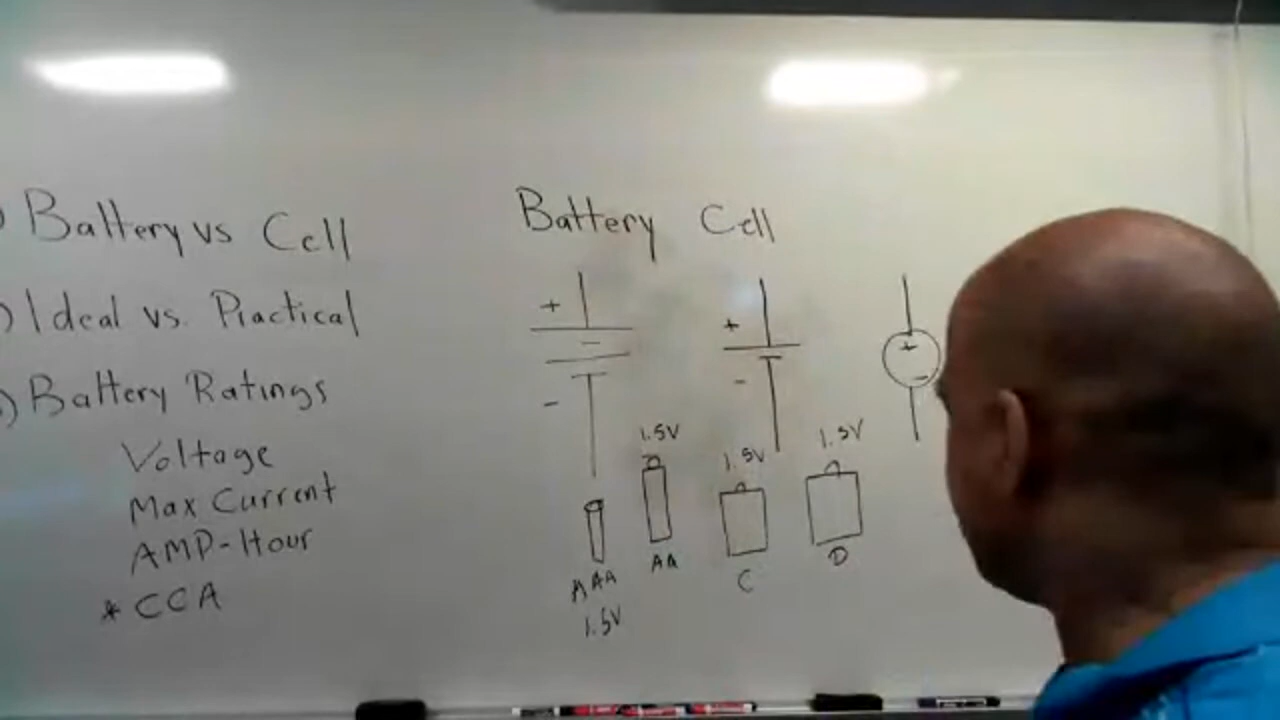 ) Battery vs Cell
) Ideal vs. Practical
) Battery Ratings
Voltage
Max Current
AMP-Hour
* CCA
Battery Cell
+ + +
- - -
-
1.5V 1.5V 1.5V
AAA AA C D
1.5V